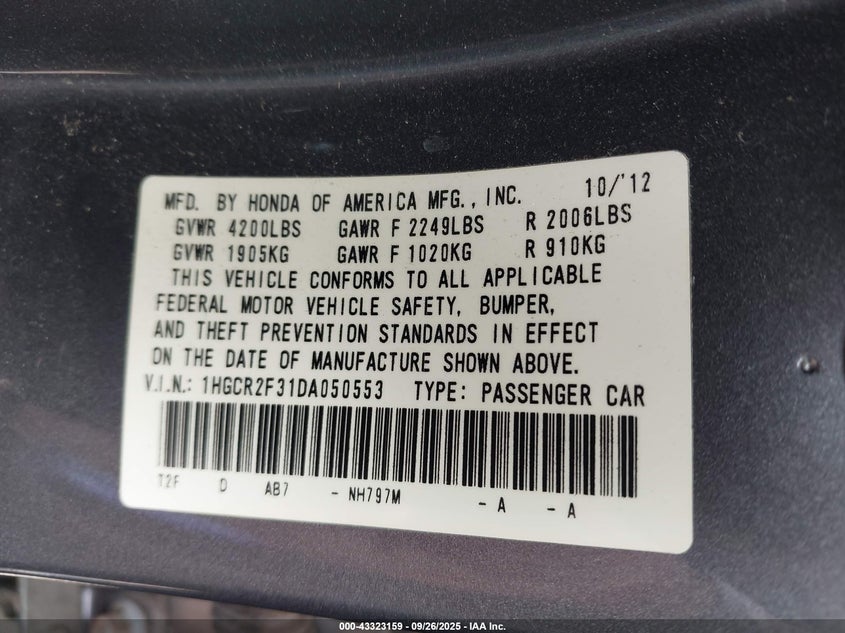 MFD. BY HONDA OF AMERICA MFG., INC. 10/'12
GVWR 4200LBS GAWR F 2249LBS R 2006LBS
GVWR 1905KG GAWR F 1020KG R 910KG
THIS VEHICLE CONFORMS TO ALL APPLICABLE
FEDERAL MOTOR VEHICLE SAFETY, BUMPER,
AND THEFT PREVENTION STANDARDS IN EFFECT
ON THE DATE OF MANUFACTURE SHOWN ABOVE.
V.I.N.: 1HGCR2F31DA050553 TYPE: PASSENGER CAR
T2F D AB7 - NH797M - A - A
000-43323159 - 09/26/2025 - IAA Inc.